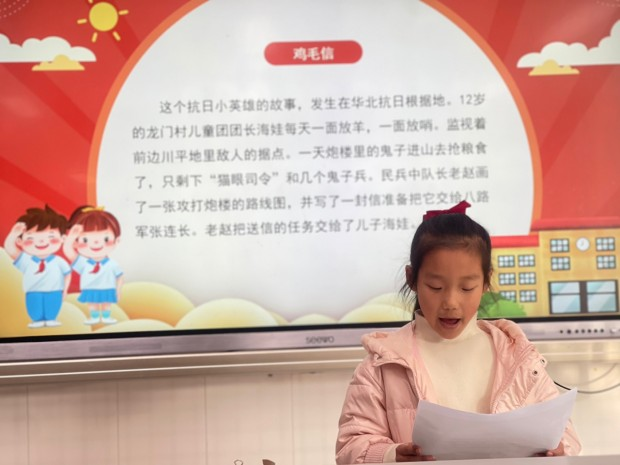 鸡毛信
这个抗日小英雄的故事，发生在华北抗日根据地。12岁
的龙门村儿童团团长海娃每天一面放羊，一面放哨。监视着
前边川平地里敌人的据点。一天炮楼里的鬼子进山去抢粮食
了，只剩下“猫眼司令”和几个鬼子兵。民兵中队长老赵画
了一张攻打炮楼的路线图，并写了一封信准备把它交给八路
军张连长。老赵把送信的任务交给了儿子海娃。
seewo